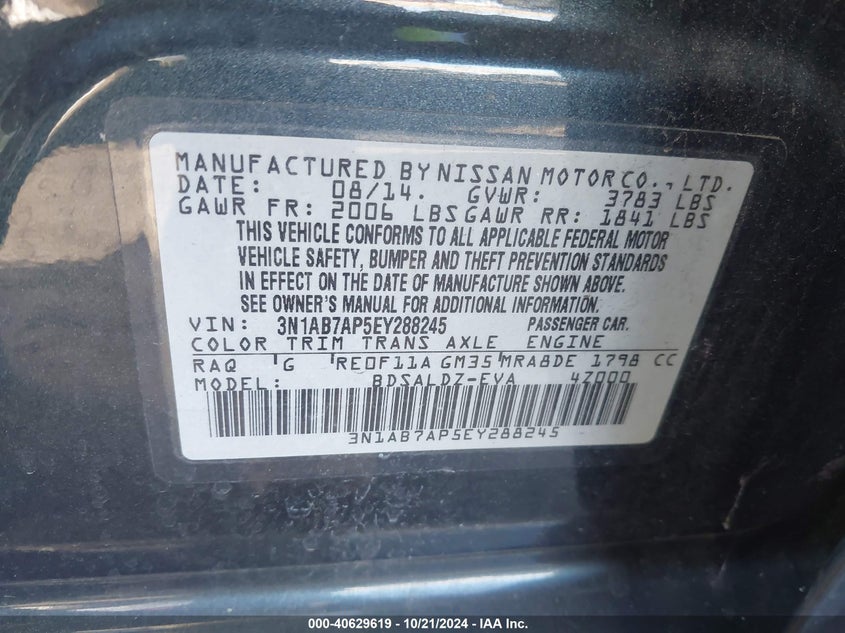 MANUFACTURED BY NISSAN MOTOR CO., LTD.
DATE: 08/14. GVWR: 3783 LBS
GAWR FR: 2006 LBS GAWR RR: 1841 LBS
THIS VEHICLE CONFORMS TO ALL APPLICABLE FEDERAL MOTOR
VEHICLE SAFETY, BUMPER AND THEFT PREVENTION STANDARDS
IN EFFECT ON THE DATE OF MANUFACTURE SHOWN ABOVE.
SEE OWNER'S MANUAL FOR ADDITIONAL INFORMATION.
VIN: 3N1AB7AP5EY288245 PASSENGER CAR.
COLOR TRIM TRANS AXLE ENGINE
RAQ G RE0F11A GM35 MRA8DE 1798 CC
MODEL: BDSALDZ-EVA 4Z000
3N1AB7AP5EY288245
000-40629619 - 10/21/2024 - IAA Inc.